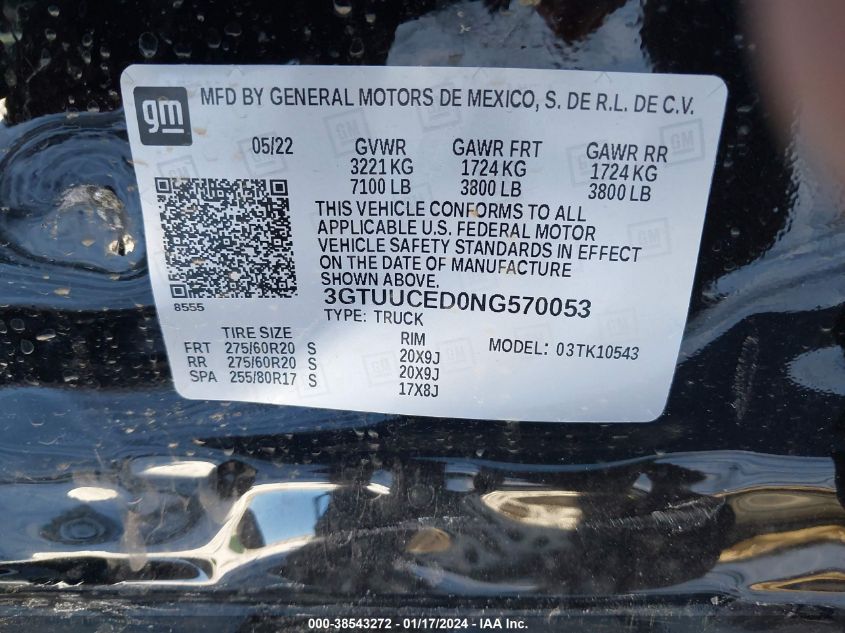 gm
MFD BY GENERAL MOTORS DE MEXICO, S. DE R.L. DE C.V.
05/22 GVWR GAWR FRT GAWR RR
3221 KG 1724 KG 1724 KG
7100 LB 3800 LB 3800 LB
THIS VEHICLE CONFORMS TO ALL
APPLICABLE U.S. FEDERAL MOTOR
VEHICLE SAFETY STANDARDS IN EFFECT
ON THE DATE OF MANUFACTURE
SHOWN ABOVE.
8555
3GTUUCED0NG570053
TYPE: TRUCK
TIRE SIZE RIM MODEL: 03TK10543
FRT 275/60R20 S 20X9J
RR 275/60R20 S 20X9J
SPA 255/80R17 S 17X8J
000-38543272 - 01/17/2024 - IAA Inc.